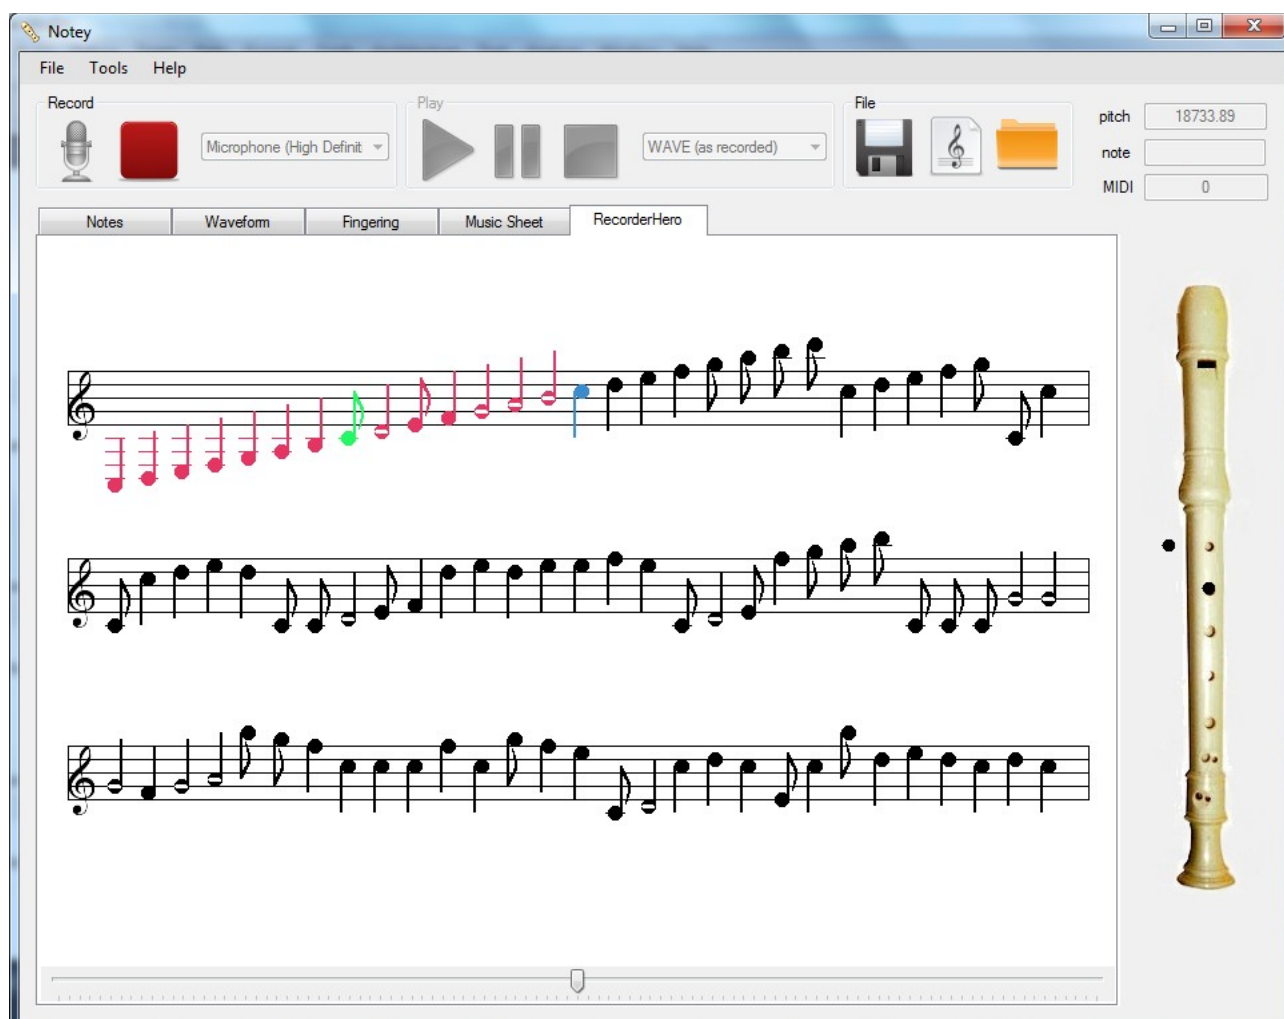 Notey
File Tools Help
Record
Play
File
Microphone (High Definit
WAVE (as recorded)
pitch 18733.89
note
MIDI 0
Notes Waveform Fingering Music Sheet RecorderHero